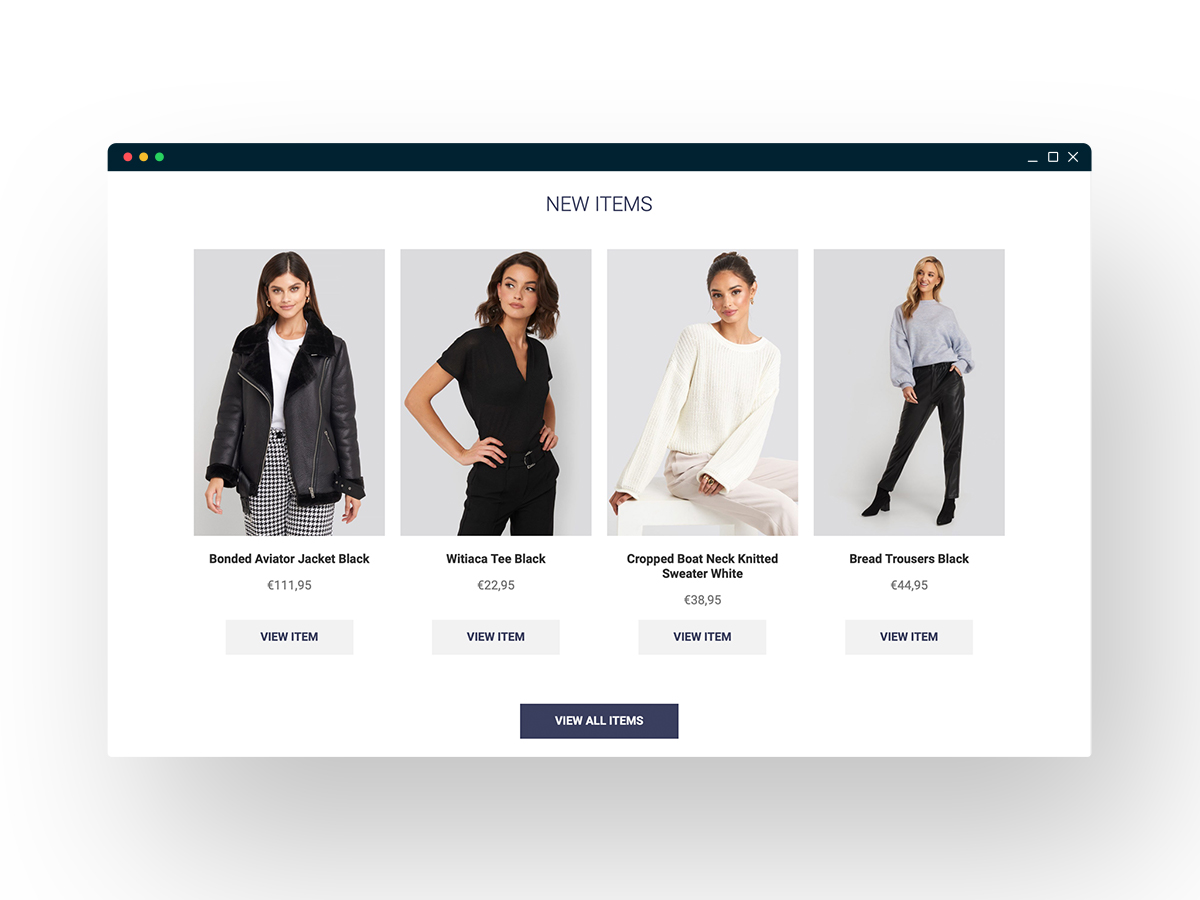 NEW ITEMS
Bonded Aviator Jacket Black
€111,95
VIEW ITEM
Witiaca Tee Black
€22,95
VIEW ITEM
Cropped Boat Neck Knitted
Sweater White
€38,95
VIEW ITEM
Bread Trousers Black
€44,95
VIEW ITEM
VIEW ALL ITEMS